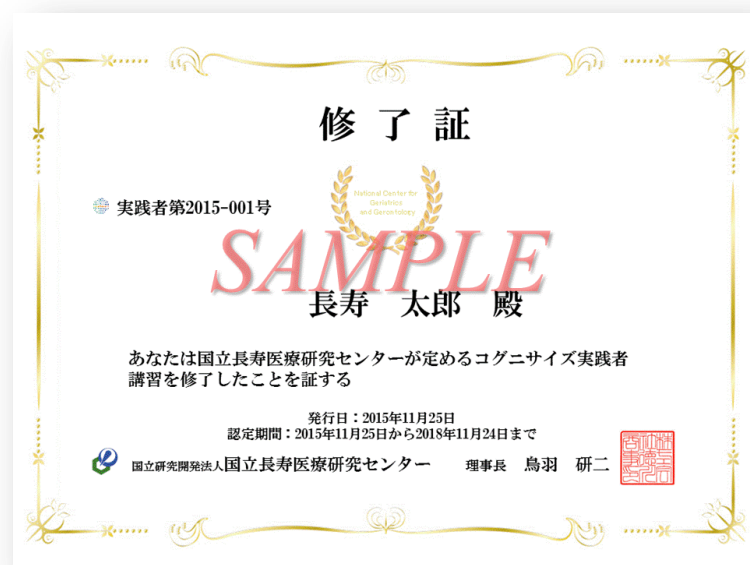 修了証
National Center for
Geriatrics
and Gerontology
実践者第2015-001号
SAMPLE
長寿 太郎 殿
あなたは国立長寿医療研究センターが定めるコグニサイズ実践者
講習を修了したことを証する
発行日:2015年11月25日
認定期間:2015年11月25日から2018年11月24日まで
国立研究開発法人国立長寿医療研究センター 理事長 鳥羽 研二